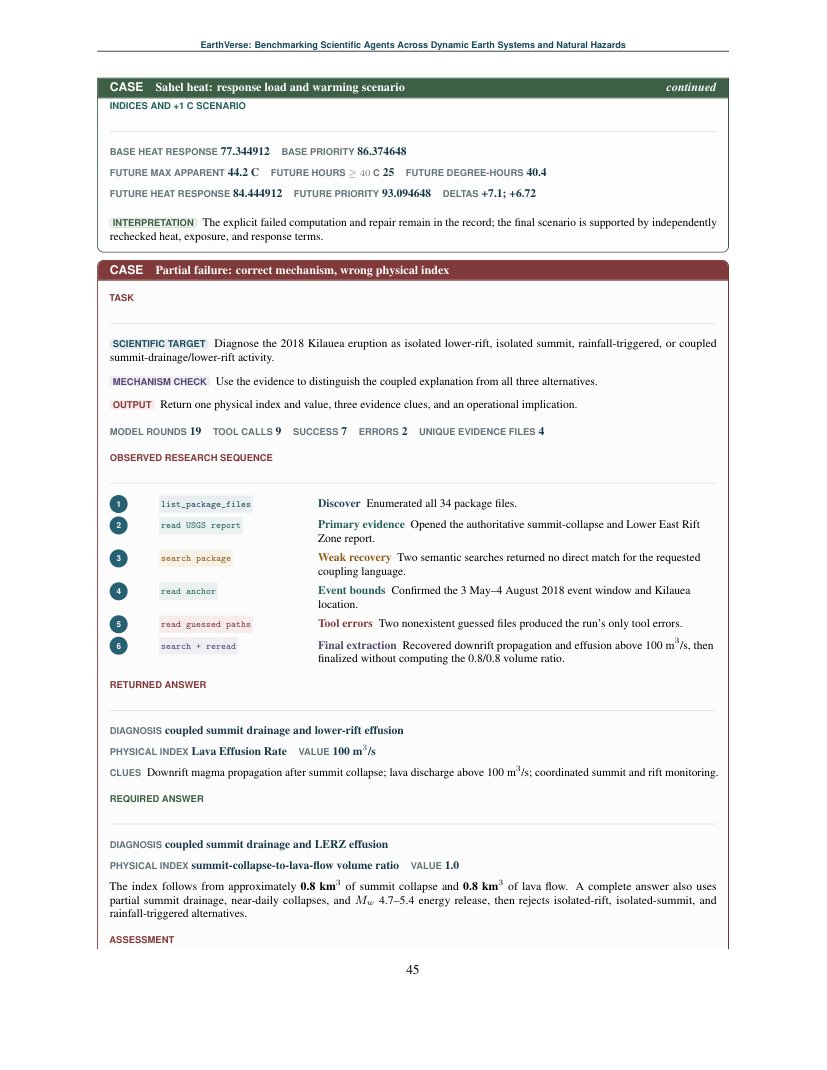 EarthVerse: Benchmarking Scientific Agents Across Dynamic Earth Systems and Natural Hazards
CASE Sahel heat: response load and warming scenario continued
INDICES AND +1 C SCENARIO
BASE HEAT RESPONSE 77.344912 BASE PRIORITY 86.374648
FUTURE MAX APPARENT 44.2 C FUTURE HOURS ≥ 40 C 25 FUTURE DEGREE-HOURS 40.4
FUTURE HEAT RESPONSE 84.444912 FUTURE PRIORITY 93.094648 DELTAS +7.1; +6.72
INTERPRETATION The explicit failed computation and repair remain in the record; the final scenario is supported by independently
rechecked heat, exposure, and response terms.
CASE Partial failure: correct mechanism, wrong physical index
TASK
SCIENTIFIC TARGET Diagnose the 2018 Kilauea eruption as isolated lower-rift, isolated summit, rainfall-triggered, or coupled
summit-drainage/lower-rift activity.
MECHANISM CHECK Use the evidence to distinguish the coupled explanation from all three alternatives.
OUTPUT Return one physical index and value, three evidence clues, and an operational implication.
MODEL ROUNDS 19 TOOL CALLS 9 SUCCESS 7 ERRORS 2 UNIQUE EVIDENCE FILES 4
OBSERVED RESEARCH SEQUENCE
1 list_package_files Discover Enumerated all 34 package files.
2 read USGS report Primary evidence Opened the authoritative summit-collapse and Lower East Rift
Zone report.
3 search package Weak recovery Two semantic searches returned no direct match for the requested
coupling language.
4 read anchor Event bounds Confirmed the 3 May–4 August 2018 event window and Kilauea
location.
5 read guessed paths Tool errors Two nonexistent guessed files produced the run's only tool errors.
6 search + reread Final extraction Recovered downrift propagation and effusion above 100 m³/s, then
finalized without computing the 0.8/0.8 volume ratio.
RETURNED ANSWER
DIAGNOSIS coupled summit drainage and lower-rift effusion
PHYSICAL INDEX Lava Effusion Rate VALUE 100 m³/s
CLUES Downrift magma propagation after summit collapse; lava discharge above 100 m³/s; coordinated summit and rift monitoring.
REQUIRED ANSWER
DIAGNOSIS coupled summit drainage and LERZ effusion
PHYSICAL INDEX summit-collapse-to-lava-flow volume ratio VALUE 1.0
The index follows from approximately 0.8 km³ of summit collapse and 0.8 km³ of lava flow. A complete answer also uses
partial summit drainage, near-daily collapses, and M_w 4.7–5.4 energy release, then rejects isolated-rift, isolated-summit, and
rainfall-triggered alternatives.
ASSESSMENT
45